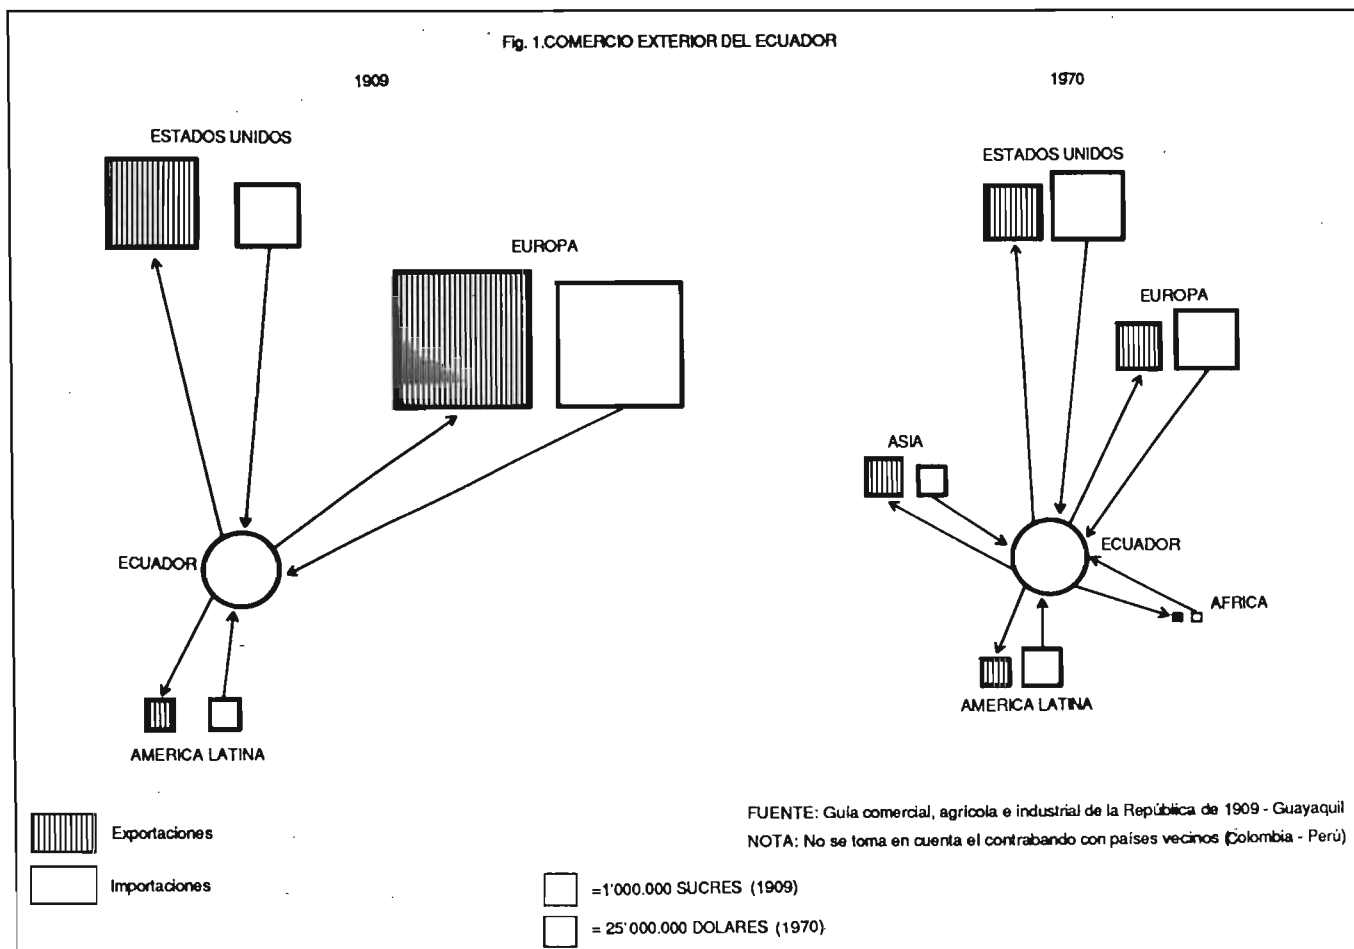 Fig. 1.COMERCIO EXTERIOR DEL ECUADOR
1909
ESTADOS UNIDOS
EUROPA
ECUADOR
AMERICA LATINA
1970
ESTADOS UNIDOS
EUROPA
ASIA
ECUADOR
AFRICA
AMERICA LATINA
Exportaciones
Importaciones
=1'000.000 SUCRES (1909)
= 25'000.000 DOLARES (1970)
FUENTE: Guía comercial, agrícola e industrial de la República de 1909 - Guayaquil
NOTA: No se toma en cuenta el contrabando con países vecinos (Colombia - Perú)